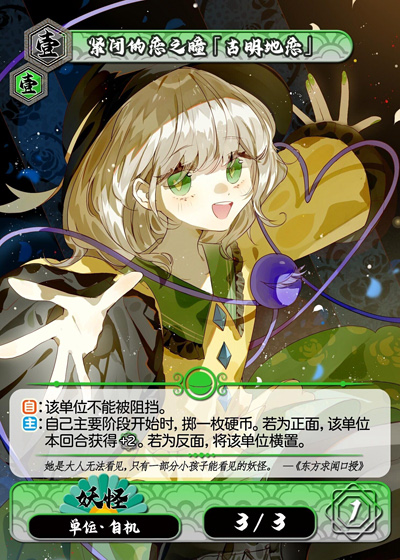 壹
紧闭的恋之瞳「古明地恋」
壹
自：该单位不能被阻挡。
主：自己主要阶段开始时，掷一枚硬币。若为正面，该单位
本回合获得+2。若为反面，将该单位横置。
她是大人无法看见，只有一部分小孩子能看见的妖怪。 —《东方求闻口授》
妖怪
单位·自机
3/3
1